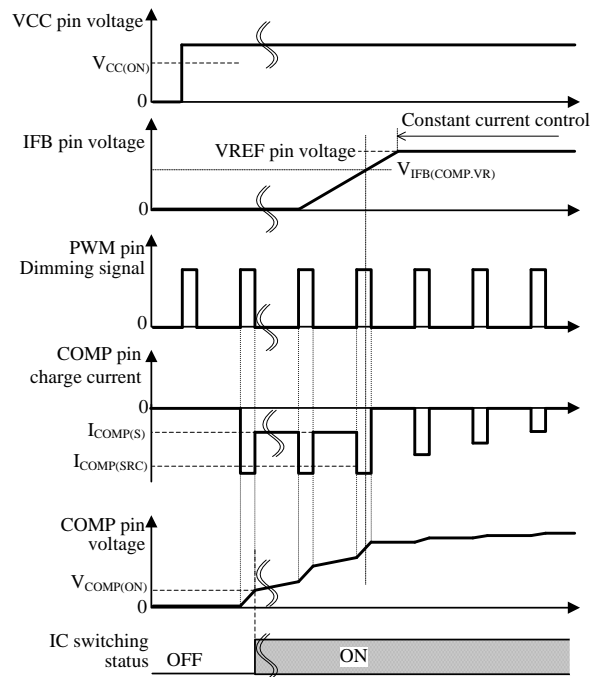 VCC pin voltage
VCC(ON)
0
Constant current control
IFB pin voltage
VREF pin voltage
VIFB(COMP.VR)
0
PWM pin
Dimming signal
0
COMP pin
charge current
0
ICOMP(S)
ICOMP(SRC)
COMP pin
voltage
VCOMP(ON)
0
IC switching
status
OFF
ON